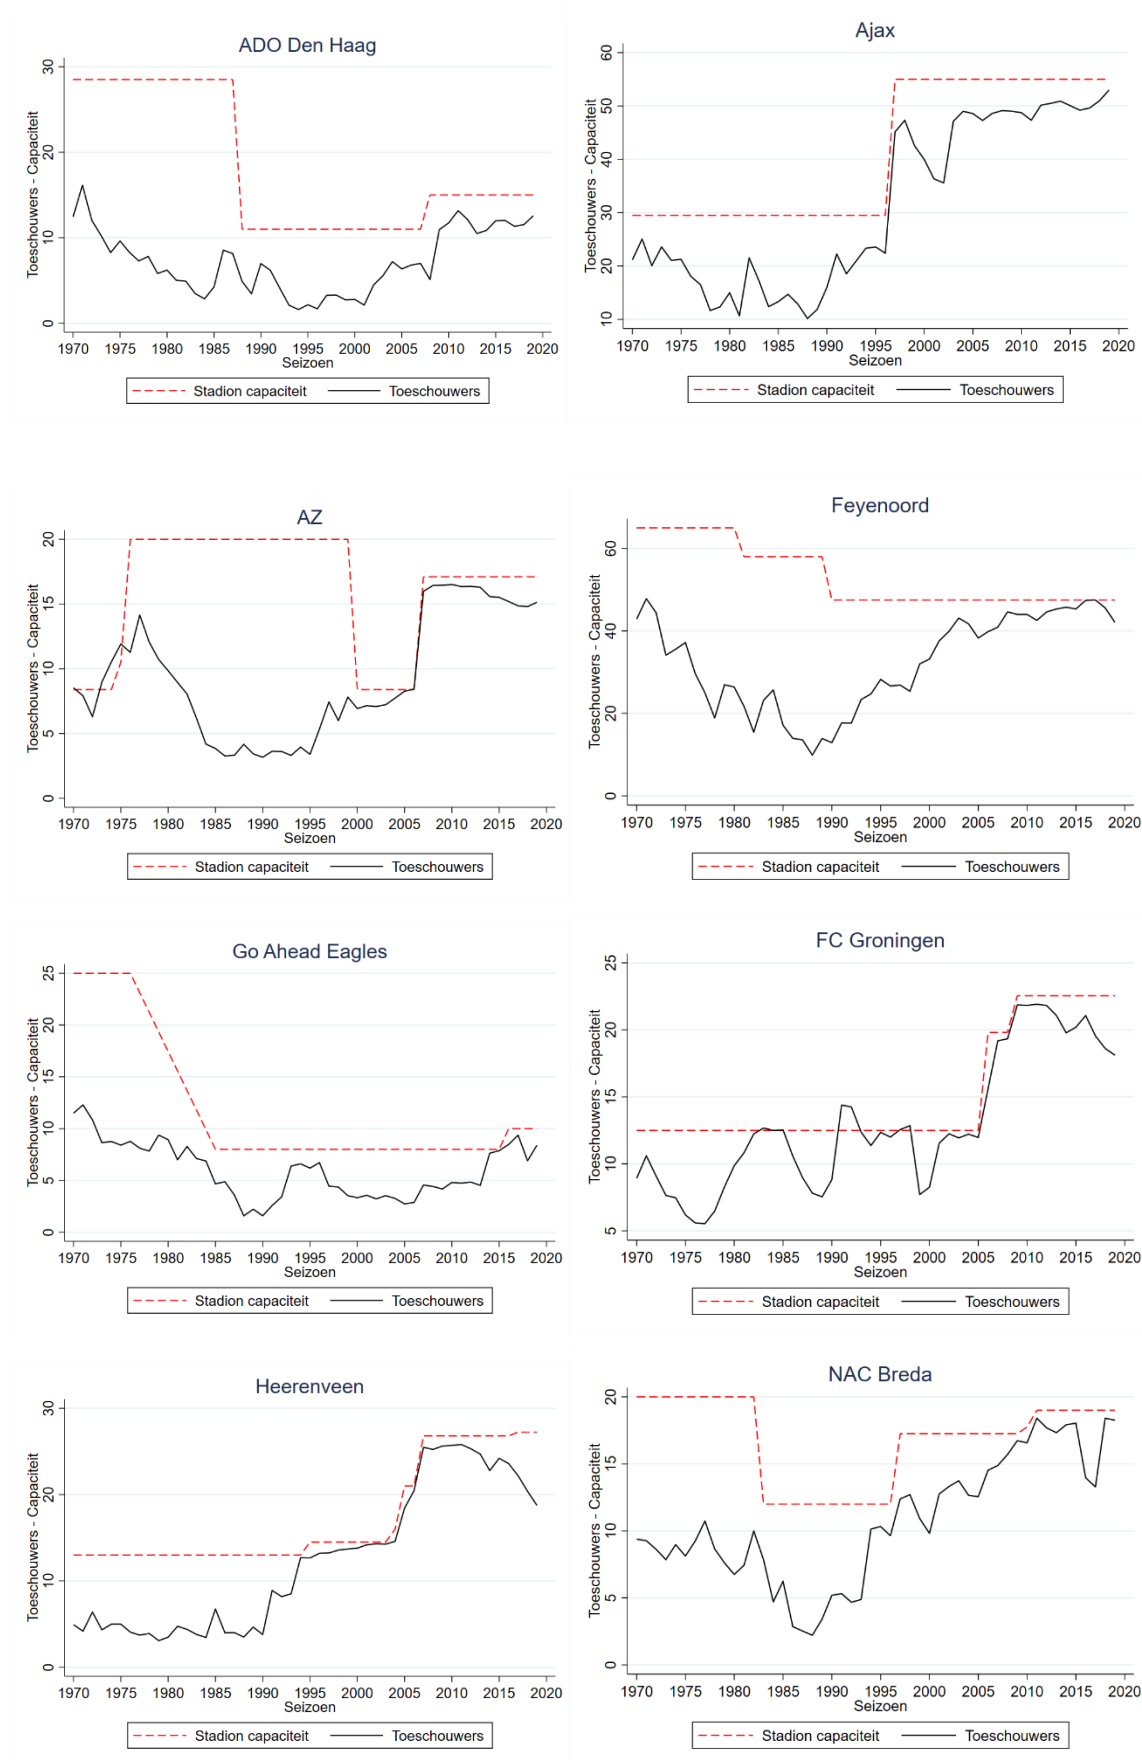 ADO Den Haag
Toeschouwers - Capaciteit
30
20
10
0
1970 1975 1980 1985 1990 1995 2000 2005 2010 2015 2020
Seizoen
Stadion capaciteit Toeschouwers
Ajax
Toeschouwers - Capaciteit
60
50
40
30
20
10
1970 1975 1980 1985 1990 1995 2000 2005 2010 2015 2020
Seizoen
Stadion capaciteit Toeschouwers
AZ
Toeschouwers - Capaciteit
20
15
10
5
0
1970 1975 1980 1985 1990 1995 2000 2005 2010 2015 2020
Seizoen
Stadion capaciteit Toeschouwers
Feyenoord
Toeschouwers - Capaciteit
60
40
20
0
1970 1975 1980 1985 1990 1995 2000 2005 2010 2015 2020
Seizoen
Stadion capaciteit Toeschouwers
Go Ahead Eagles
Toeschouwers - Capaciteit
25
20
15
10
5
0
1970 1975 1980 1985 1990 1995 2000 2005 2010 2015 2020
Seizoen
Stadion capaciteit Toeschouwers
FC Groningen
Toeschouwers - Capaciteit
25
20
15
10
5
1970 1975 1980 1985 1990 1995 2000 2005 2010 2015 2020
Seizoen
Stadion capaciteit Toeschouwers
Heerenveen
Toeschouwers - Capaciteit
30
20
10
0
1970 1975 1980 1985 1990 1995 2000 2005 2010 2015 2020
Seizoen
Stadion capaciteit Toeschouwers
NAC Breda
Toeschouwers - Capaciteit
20
15
10
5
0
1970 1975 1980 1985 1990 1995 2000 2005 2010 2015 2020
Seizoen
Stadion capaciteit Toeschouwers